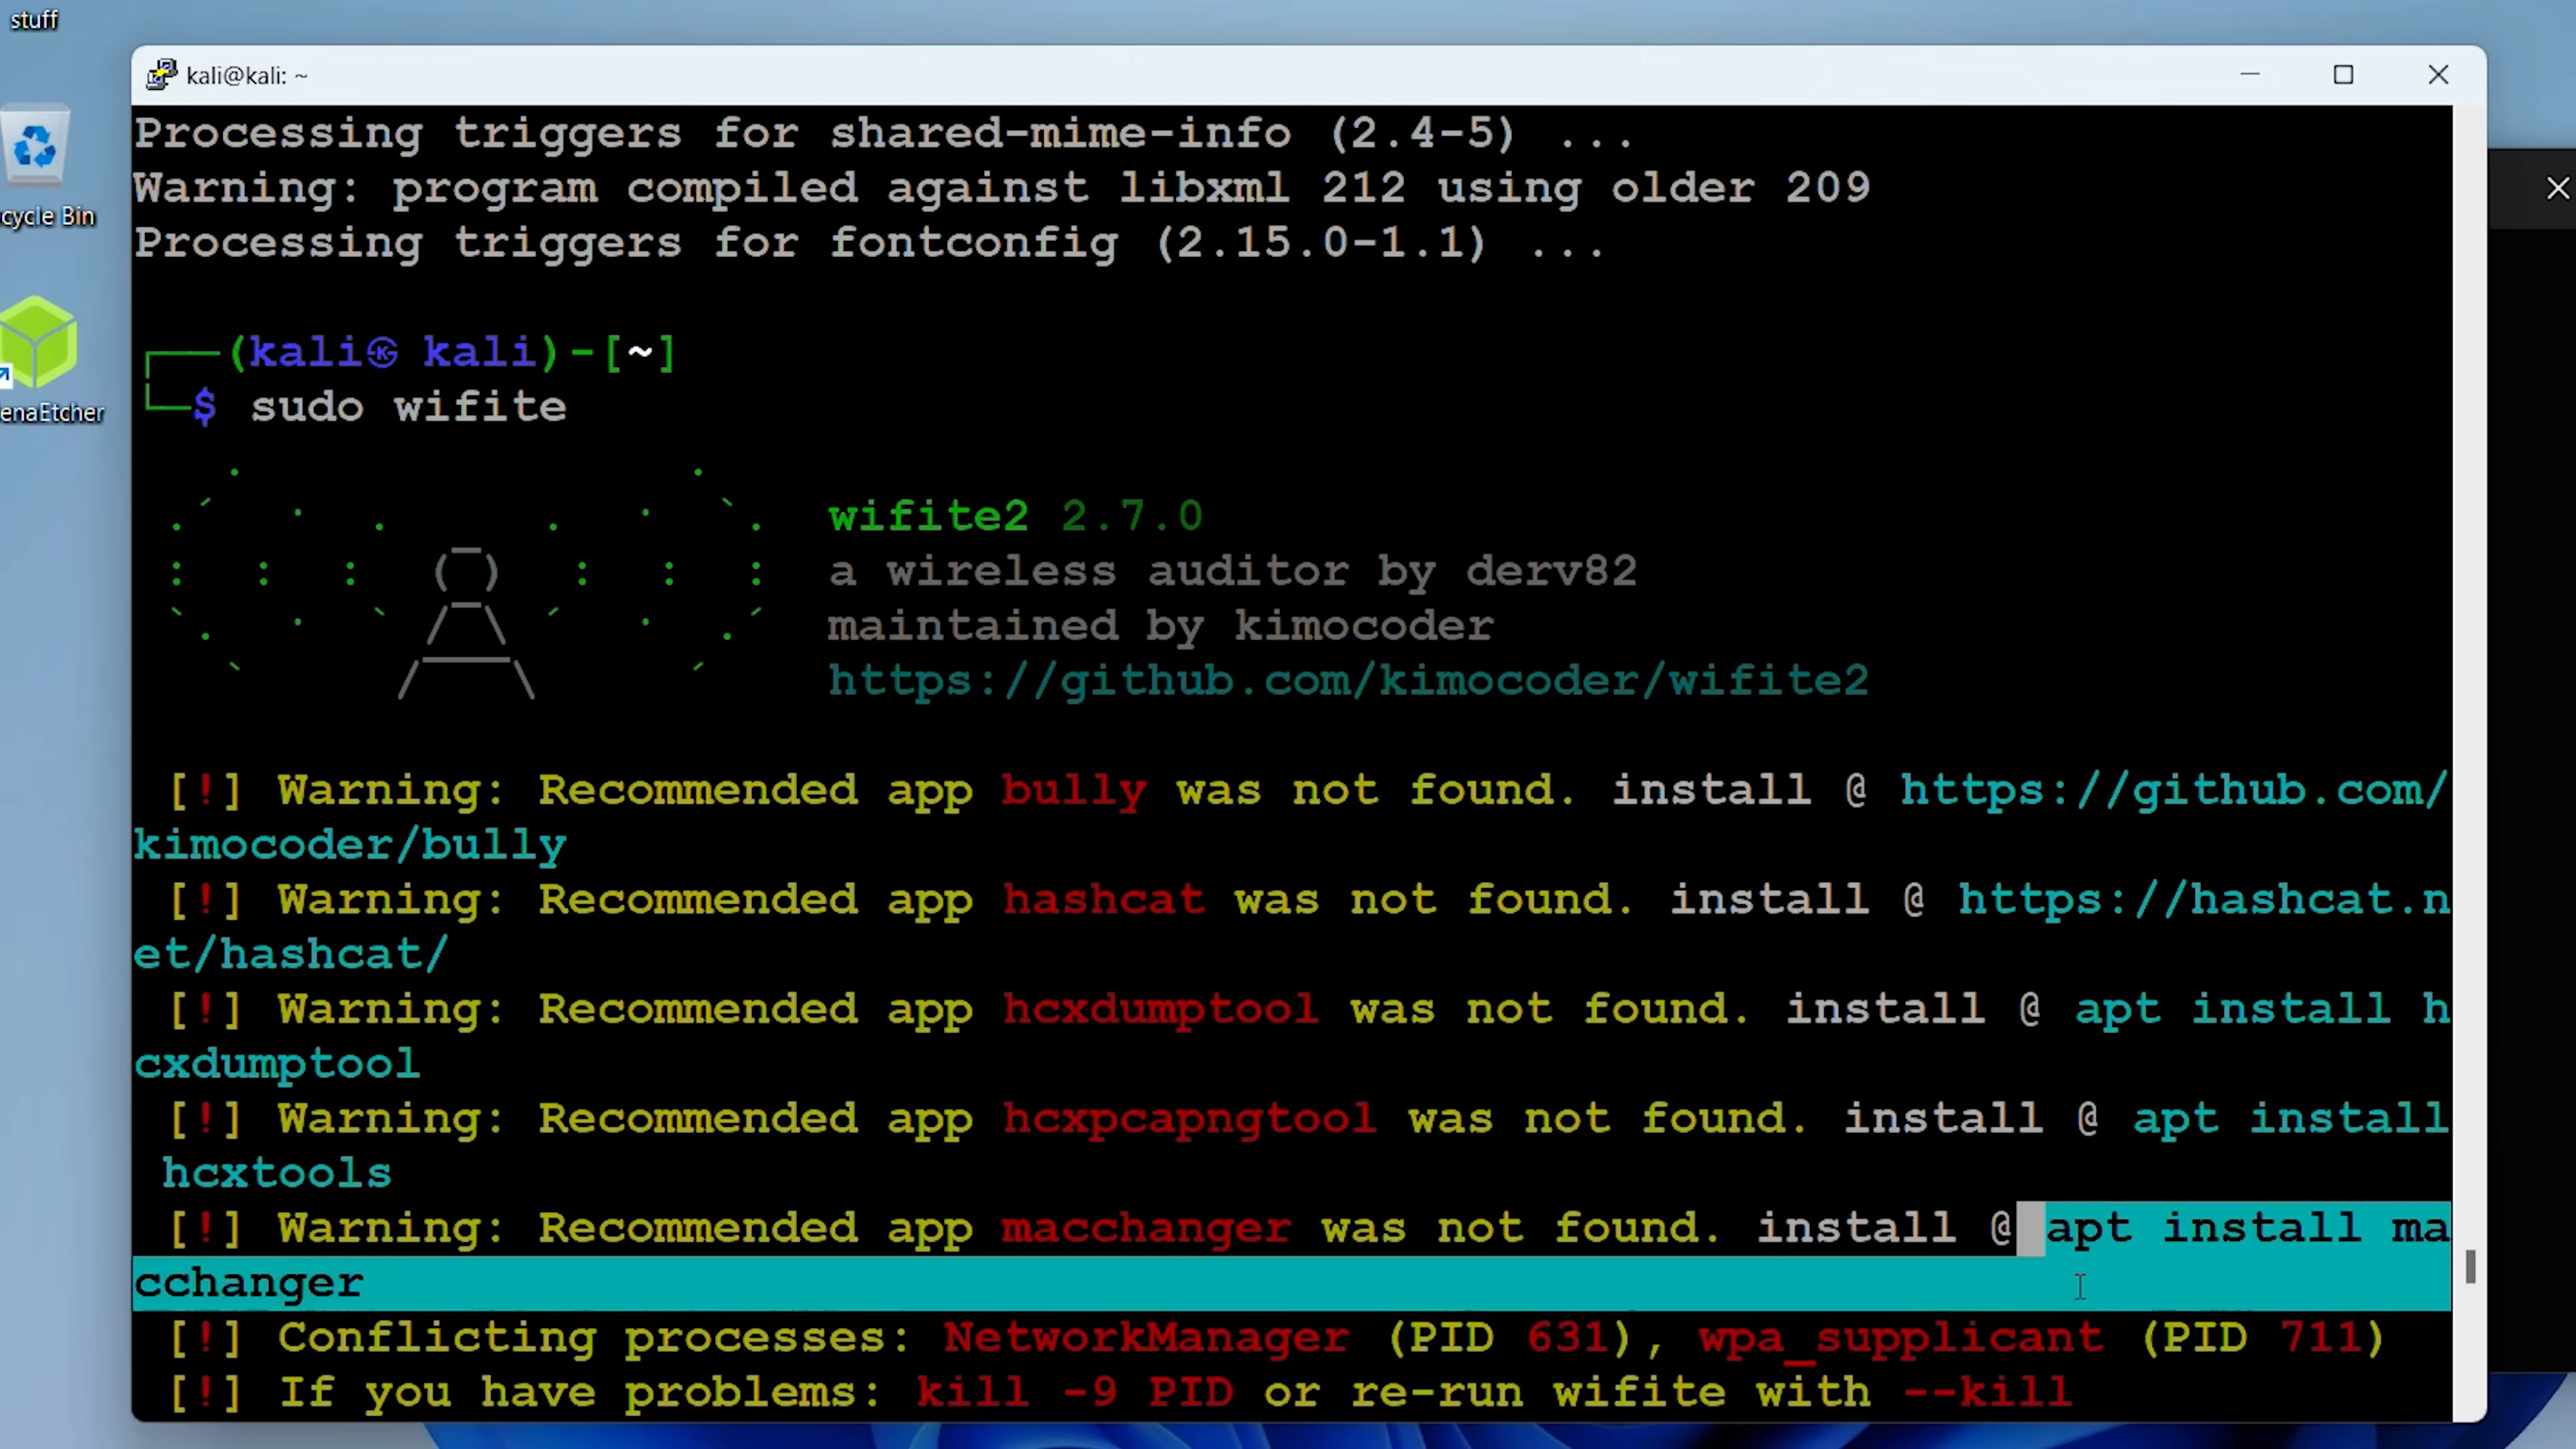 stuff
kali@kali: ~
Processing triggers for shared-mime-info (2.4-5) ...
Warning: program compiled against libxml 212 using older 209
cycle Bin
Processing triggers for fontconfig (2.15.0-1.1) ...
(kali㉿ kali)-[~]
$ sudo wifite
enaEtcher
wifite2 2.7.0
a wireless auditor by derv82
maintained by kimocoder
https://github.com/kimocoder/wifite2
[!] Warning: Recommended app bully was not found. install @ https://github.com/
kimocoder/bully
[!] Warning: Recommended app hashcat was not found. install @ https://hashcat.n
et/hashcat/
[!] Warning: Recommended app hcxdumptool was not found. install @ apt install h
cxdumptool
[!] Warning: Recommended app hcxpcapngtool was not found. install @ apt install
hcxtools
[!] Warning: Recommended app macchanger was not found. install @ apt install ma
cchanger
[!] Conflicting processes: NetworkManager (PID 631), wpa_supplicant (PID 711)
[!] If you have problems: kill -9 PID or re-run wifite with --kill